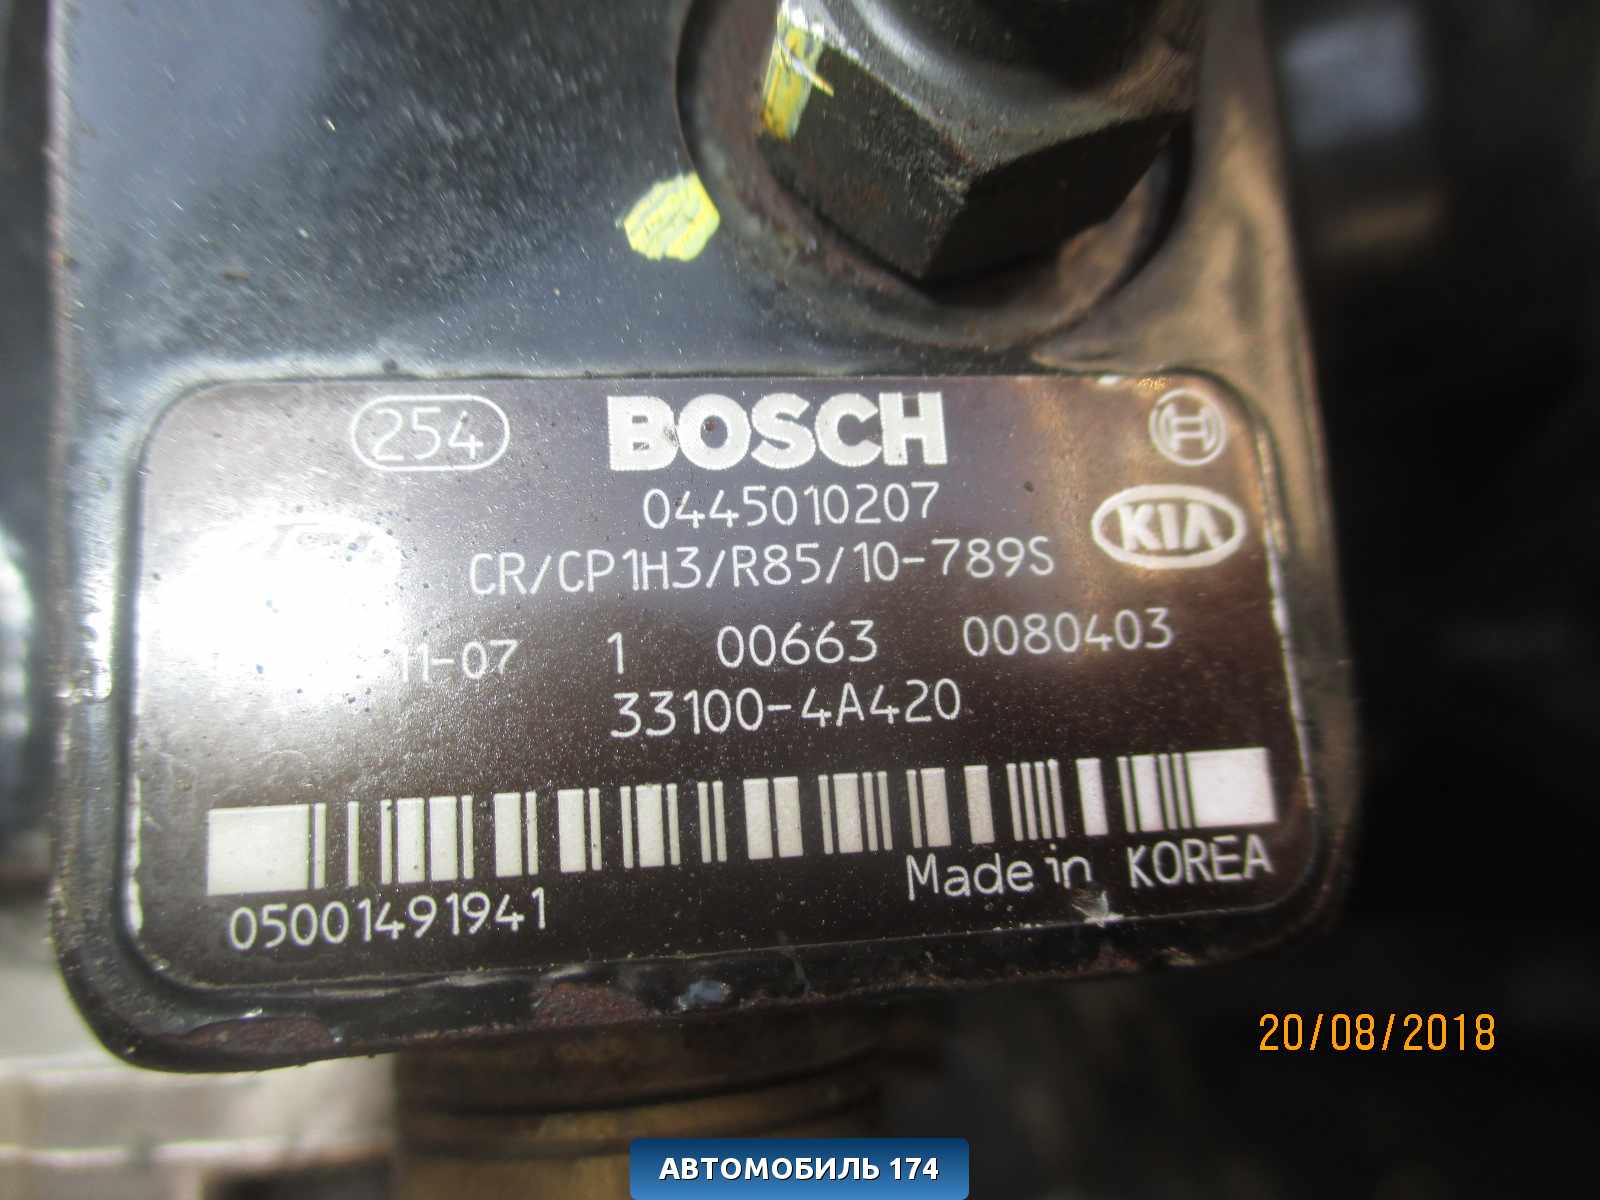 254 BOSCH
0445010207
CR/CP1H3/R85/10-789S KIA
11-07 1 00663 0080403
33100-4A420
Made in KOREA
05001491941
20/08/2018
АВТОМОБИЛЬ 174